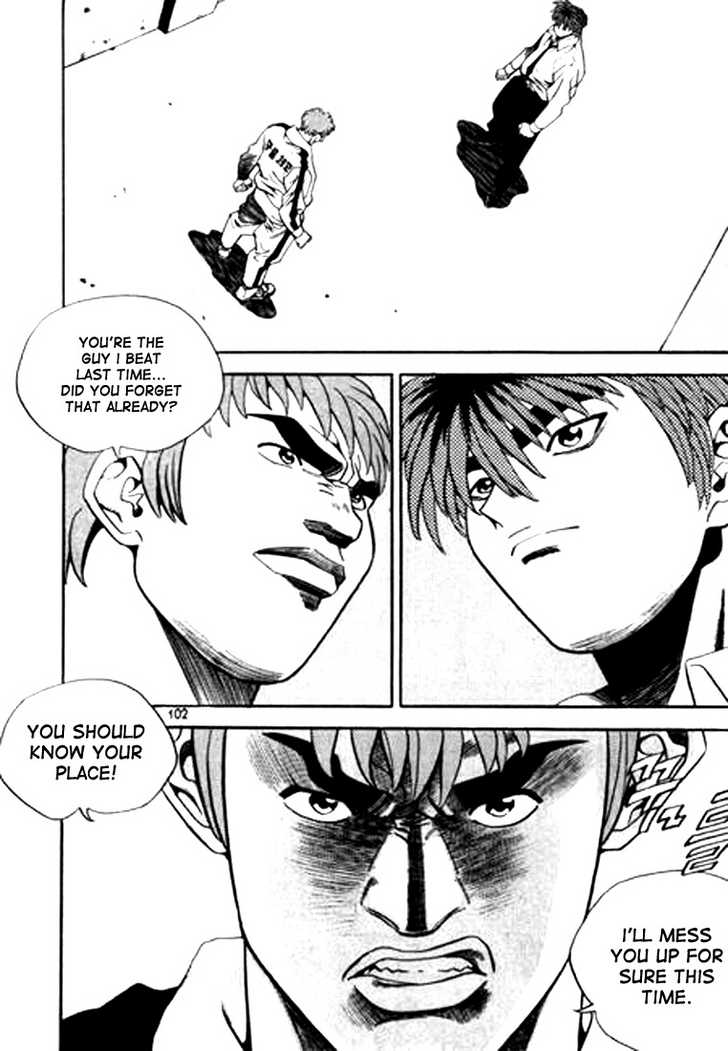 YOU'RE THE
GUY I BEAT
LAST TIME...
DID YOU FORGET
THAT ALREADY?
102
YOU SHOULD
KNOW YOUR
PLACE!
I'LL MESS
YOU UP FOR
SURE THIS
TIME.